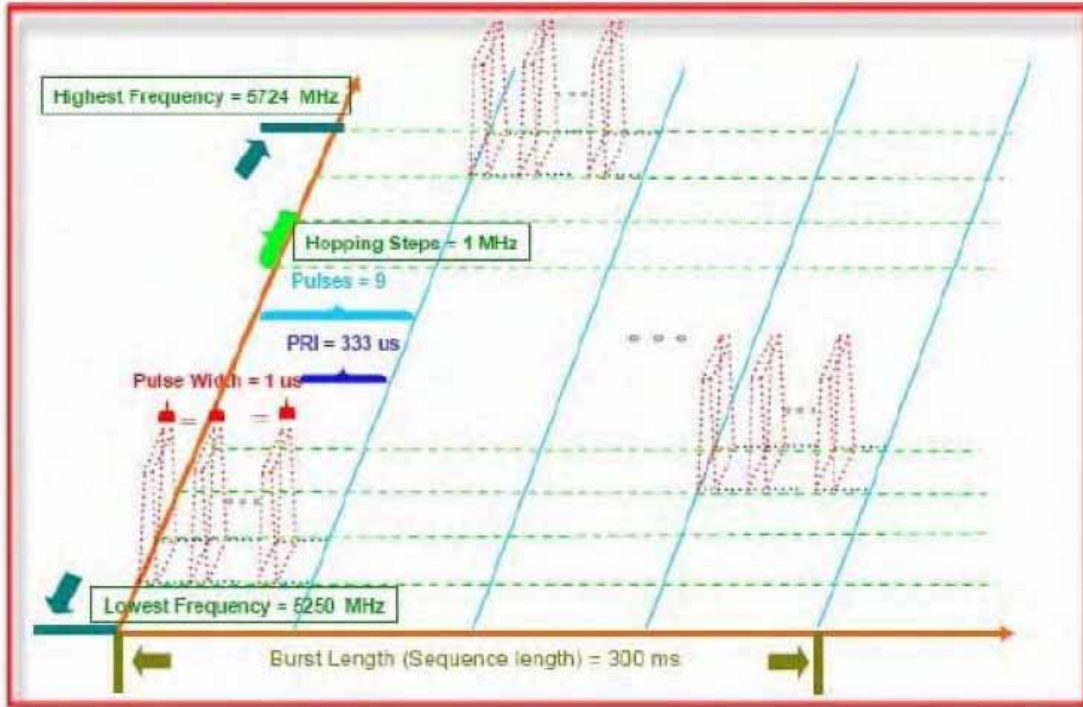 Highest Frequency = 5724 MHz
Hopping Steps = 1 MHz
Pulses = 9
PRI = 333 us
Pulse Width = 1 us
Lowest Frequency = 5250 MHz
Burst Length (Sequence length) = 300 ms